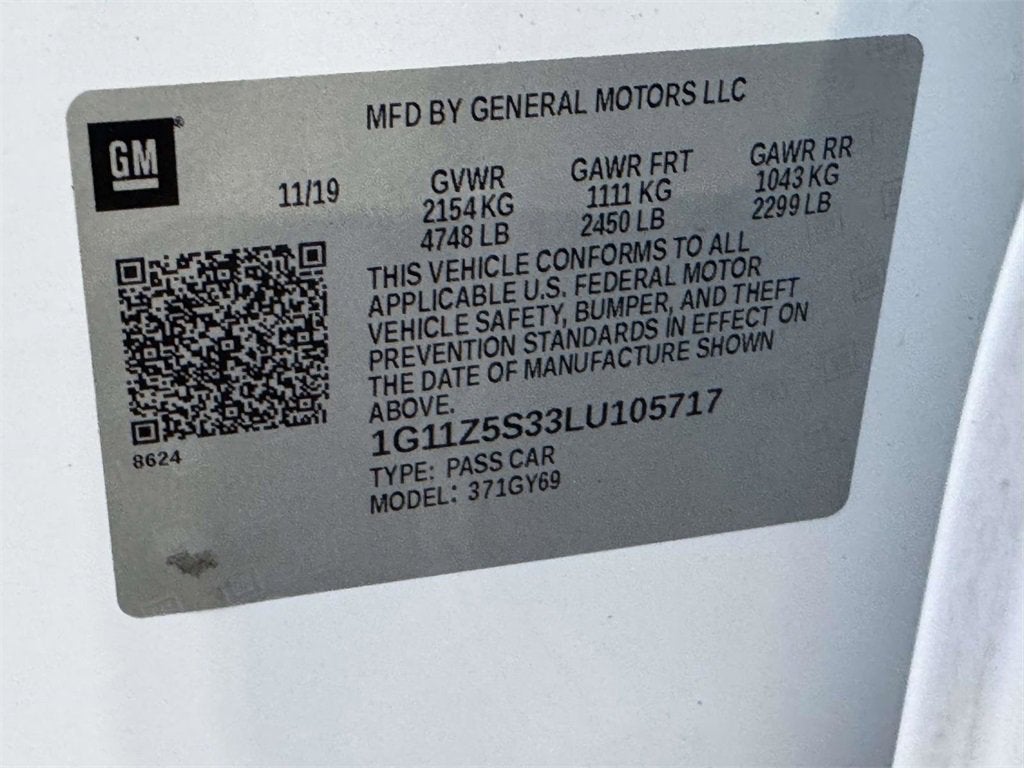 MFD BY GENERAL MOTORS LLC
GM®
11/19
GVWR
2154 KG
4748 LB
GAWR FRT
1111 KG
2450 LB
GAWR RR
1043 KG
2299 LB
THIS VEHICLE CONFORMS TO ALL
APPLICABLE U.S. FEDERAL MOTOR
VEHICLE SAFETY, BUMPER, AND THEFT
PREVENTION STANDARDS IN EFFECT ON
THE DATE OF MANUFACTURE SHOWN
ABOVE.
1G11Z5S33LU105717
TYPE: PASS CAR
MODEL: 371GY69
8624